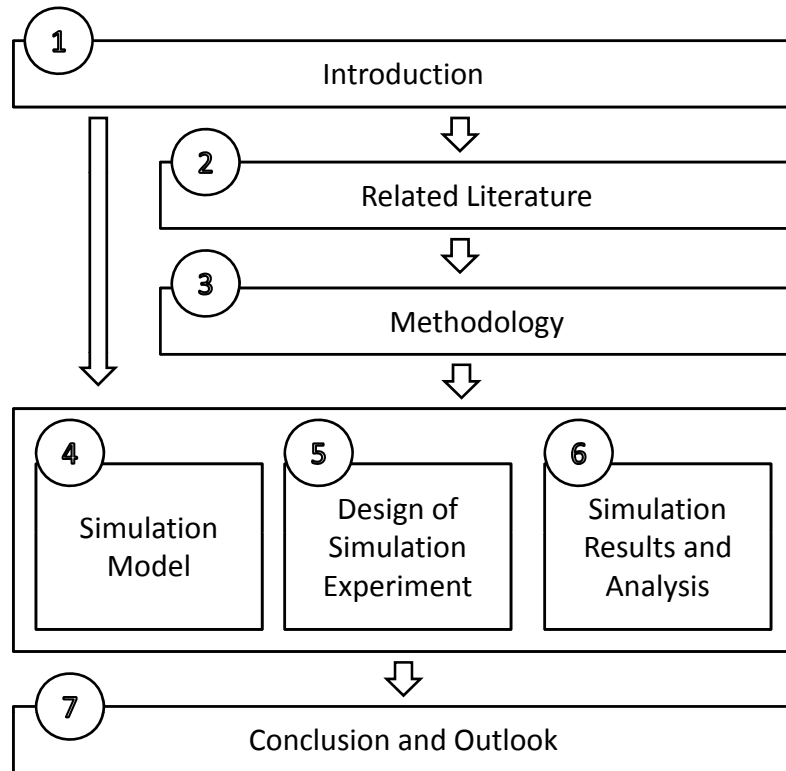 1
Introduction
2
Related Literature
3
Methodology
4
Simulation
Model
5
Design of
Simulation
Experiment
6
Simulation
Results and
Analysis
7
Conclusion and Outlook